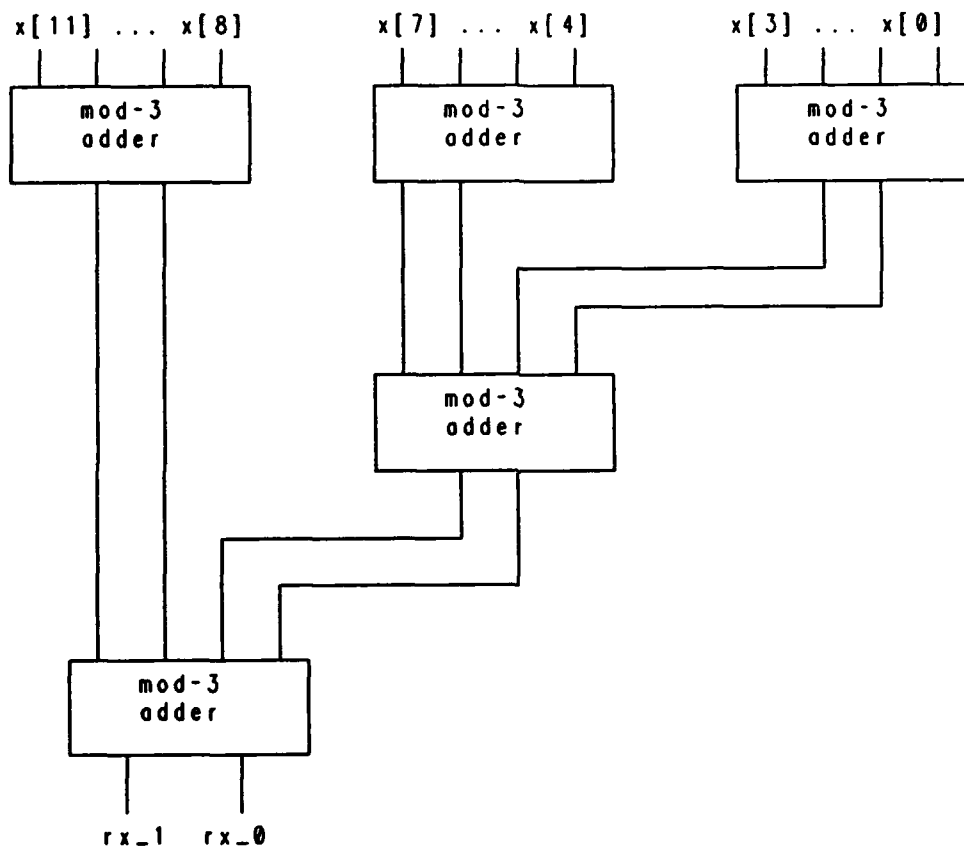 x[11] ... x[8] x[7] ... x[4] x[3] ... x[0]
mod-3
adder
mod-3
adder
mod-3
adder
mod-3
adder
mod-3
adder
rx_1 rx_0